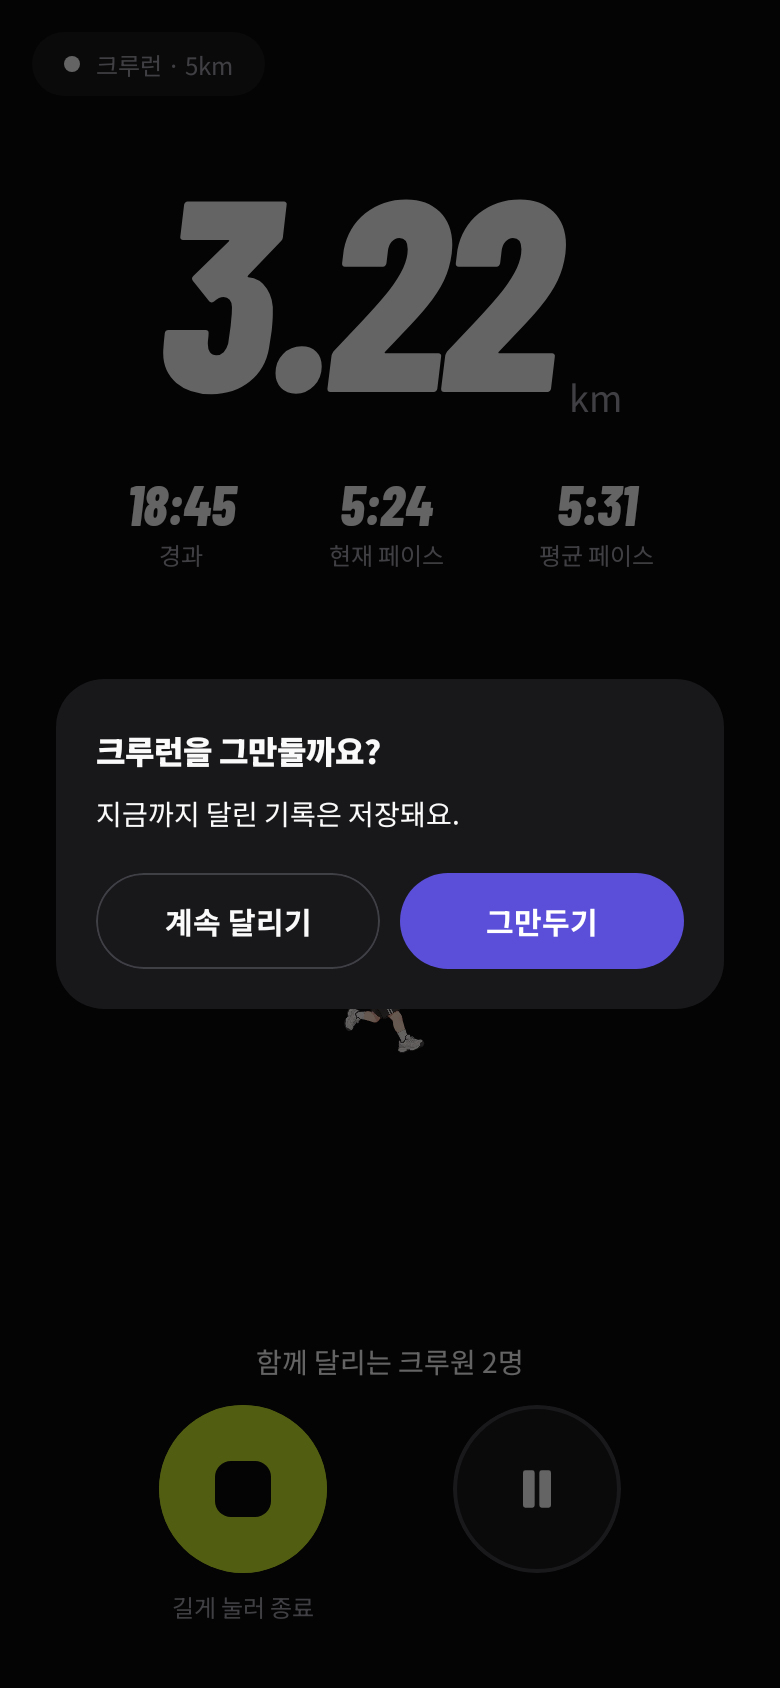 크루런 · 5km
3.22 km
18:45 5:24 5:31
경과 현재 페이스 평균 페이스
크루런을 그만둘까요?
지금까지 달린 기록은 저장돼요.
계속 달리기 그만두기
함께 달리는 크루원 2명
길게 눌러 종료